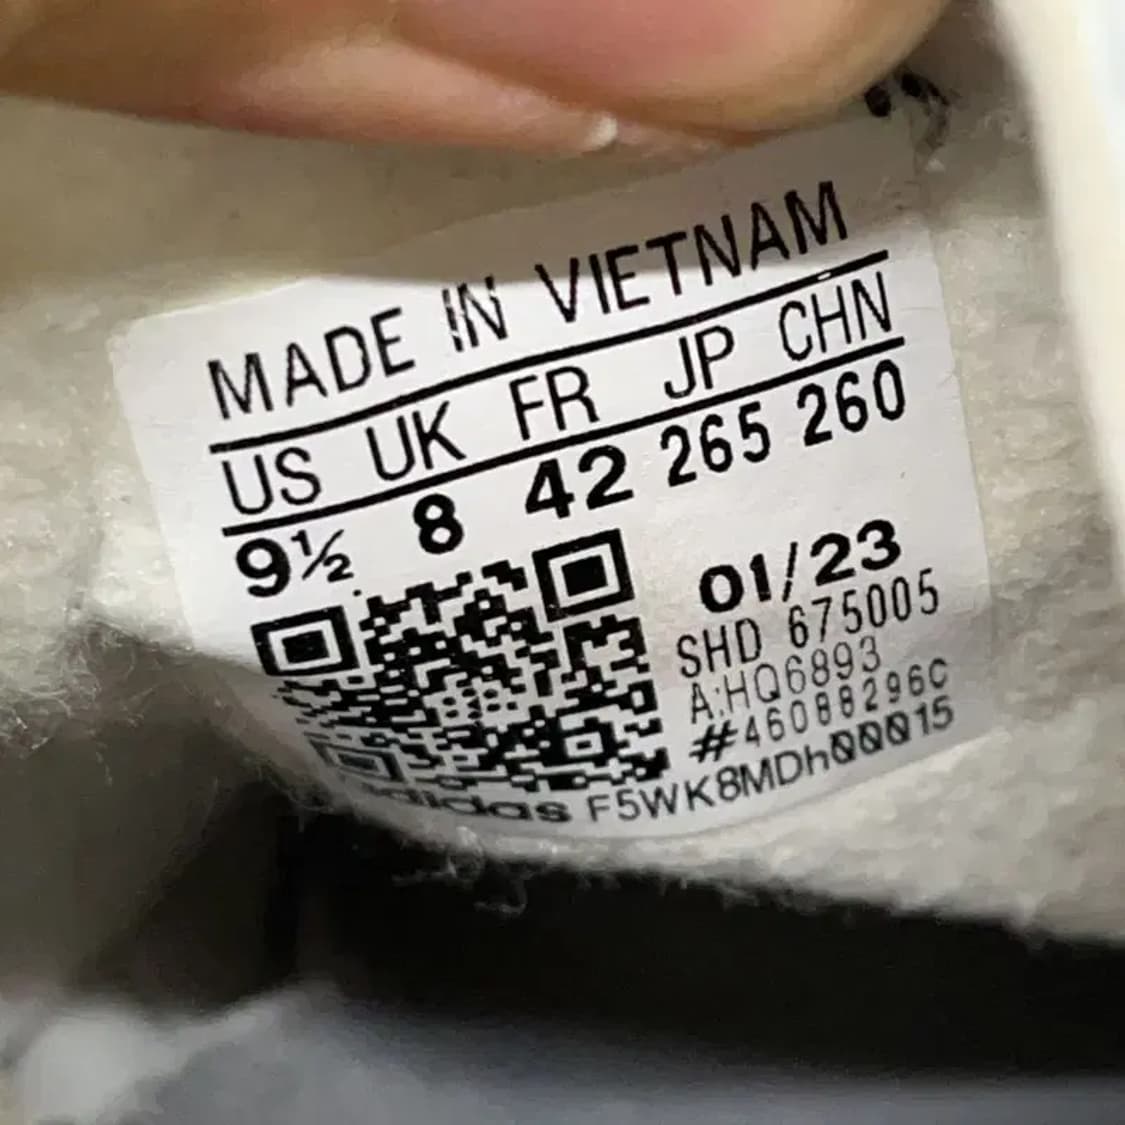 MADE IN VIETNAM
US UK FR JP CHN
9½ 8 42 265 260
01/23
SHD 675005
A:HQ6893
#46088296C
adidas F5WK8MDh00015